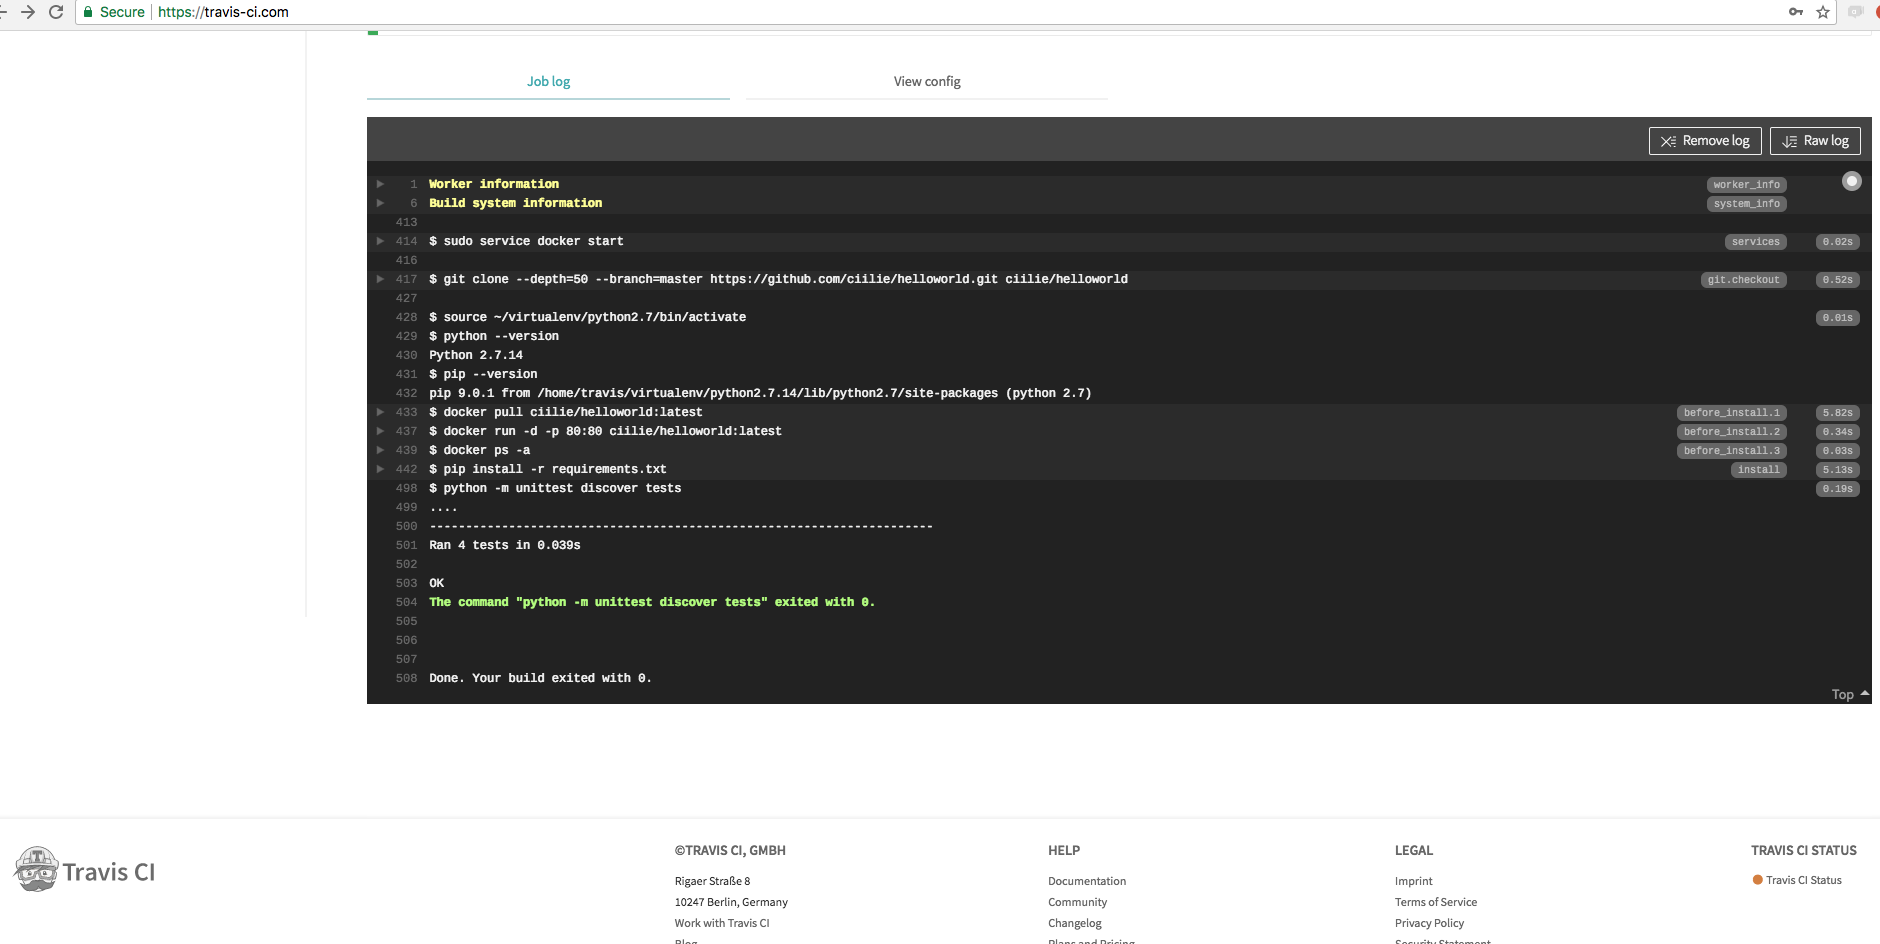 Secure https://travis-ci.com
Job log View config
Remove log Raw log
1 Worker information worker_info
6 Build system information system_info
413
414 $ sudo service docker start services 0.02s
416
417 $ git clone --depth=50 --branch=master https://github.com/ciilie/helloworld.git ciilie/helloworld git.checkout 0.52s
427
428 $ source ~/virtualenv/python2.7/bin/activate 0.01s
429 $ python --version
430 Python 2.7.14
431 $ pip --version
432 pip 9.0.1 from /home/travis/virtualenv/python2.7.14/lib/python2.7/site-packages (python 2.7)
433 $ docker pull ciilie/helloworld:latest before_install.1 5.82s
437 $ docker run -d -p 80:80 ciilie/helloworld:latest before_install.2 0.34s
439 $ docker ps -a before_install.3 0.03s
442 $ pip install -r requirements.txt install 5.13s
498 $ python -m unittest discover tests 0.19s
499 ....
500 ----------------------------------------------------------------------
501 Ran 4 tests in 0.039s
502
503 OK
504 The command "python -m unittest discover tests" exited with 0.
505
506
507
508 Done. Your build exited with 0.
Top
Travis CI
©TRAVIS CI, GMBH
Rigaer Straße 8
10247 Berlin, Germany
Work with Travis CI
Blog
HELP
Documentation
Community
Changelog
Plans and Pricing
LEGAL
Imprint
Terms of Service
Privacy Policy
Security Statement
TRAVIS CI STATUS
Travis CI Status